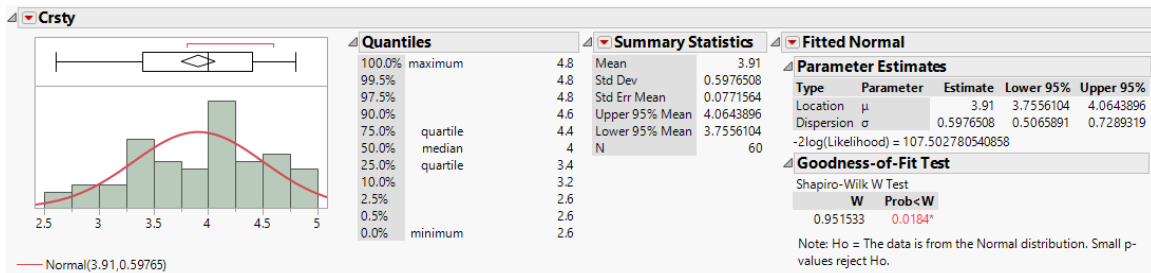 Crsty
2.5 3 3.5 4 4.5 5
Normal(3.91,0.59765)
Quantiles
100.0% maximum 4.8
99.5% 4.8
97.5% 4.8
90.0% 4.6
75.0% quartile 4.4
50.0% median 4
25.0% quartile 3.4
10.0% 3.2
2.5% 2.6
0.5% 2.6
0.0% minimum 2.6
Summary Statistics
Mean 3.91
Std Dev 0.5976508
Std Err Mean 0.0771564
Upper 95% Mean 4.0643896
Lower 95% Mean 3.7556104
N 60
Fitted Normal
Parameter Estimates
Type Parameter Estimate Lower 95% Upper 95%
Location μ 3.91 3.7556104 4.0643896
Dispersion σ 0.5976508 0.5065891 0.7289319
-2log(Likelihood) = 107.502780540858
Goodness-of-Fit Test
Shapiro-Wilk W Test
W Prob<W
0.951533 0.0184*
Note: Ho = The data is from the Normal distribution. Small p-
values reject Ho.